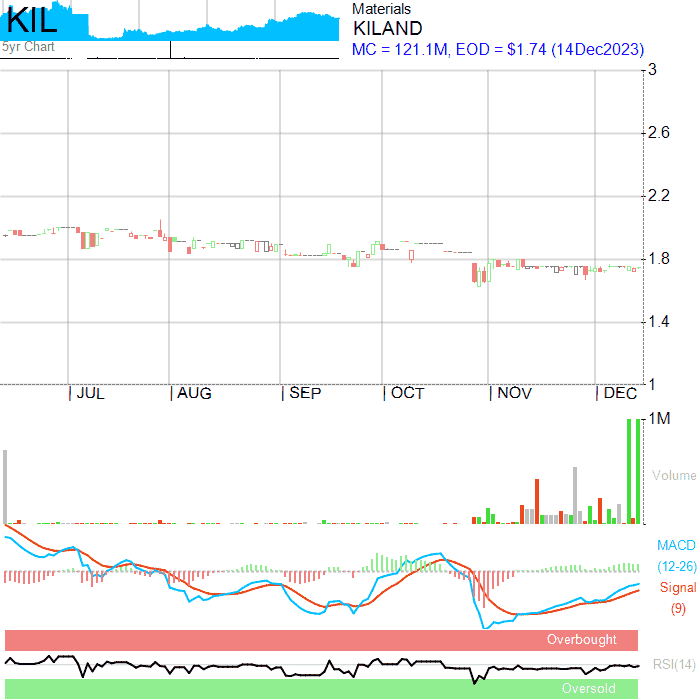 KIL
5yr Chart
Materials
KILAND
MC = 121.1M, EOD = $1.74 (14Dec2023)
3
2.6
2.2
1.8
1.4
1
JUL AUG SEP OCT NOV DEC
1M
Volume
MACD
(12-26)
Signal
(9)
Overbought
RSI(14)
Oversold